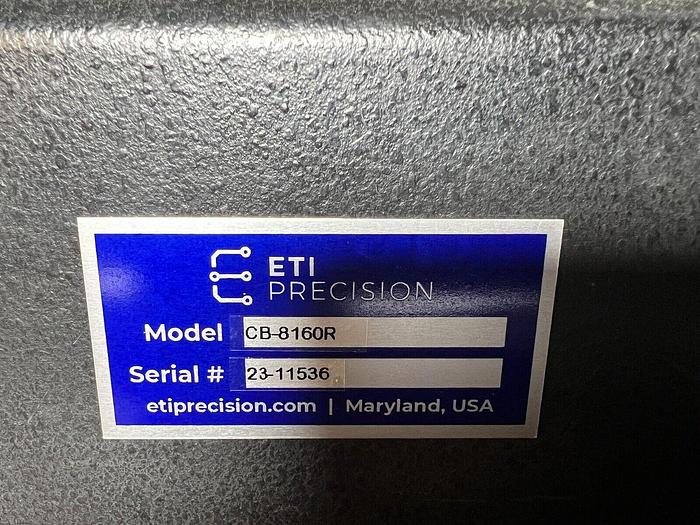 ETI
PRECISION
Model CB-8160R
Serial # 23-11536
etiprecision.com | Maryland, USA